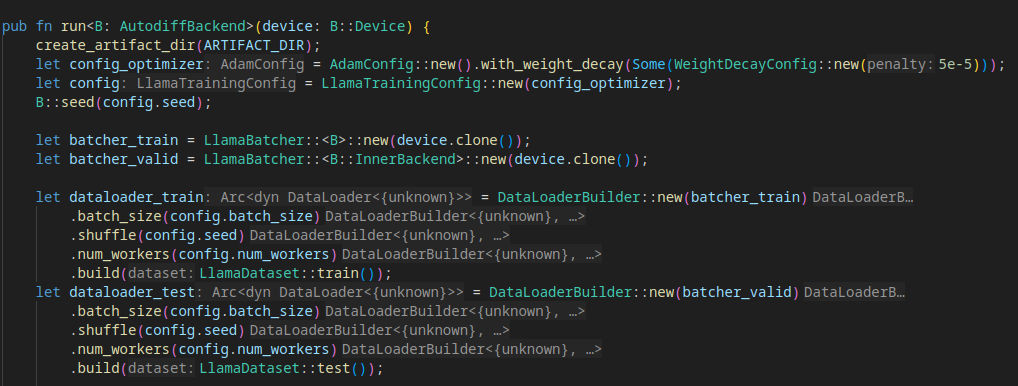 pub fn run<B: AutodiffBackend>(device: B::Device) {
    create_artifact_dir(ARTIFACT_DIR);
    let config_optimizer: AdamConfig = AdamConfig::new().with_weight_decay(Some(WeightDecayConfig::new(penalty: 5e-5)));
    let config: LlamaTrainingConfig = LlamaTrainingConfig::new(config_optimizer);
    B::seed(config.seed);

    let batcher_train = LlamaBatcher::<B>::new(device.clone());
    let batcher_valid = LlamaBatcher::<B::InnerBackend>::new(device.clone());

    let dataloader_train: Arc<dyn DataLoader<{unknown}>> = DataLoaderBuilder::new(batcher_train) DataLoaderB…
        .batch_size(config.batch_size) DataLoaderBuilder<{unknown}, …>
        .shuffle(config.seed) DataLoaderBuilder<{unknown}, …>
        .num_workers(config.num_workers) DataLoaderBuilder<{unknown}, …>
        .build(dataset: LlamaDataset::train());
    let dataloader_test: Arc<dyn DataLoader<{unknown}>> = DataLoaderBuilder::new(batcher_valid) DataLoaderB…
        .batch_size(config.batch_size) DataLoaderBuilder<{unknown}, …>
        .shuffle(config.seed) DataLoaderBuilder<{unknown}, …>
        .num_workers(config.num_workers) DataLoaderBuilder<{unknown}, …>
        .build(dataset: LlamaDataset::test());